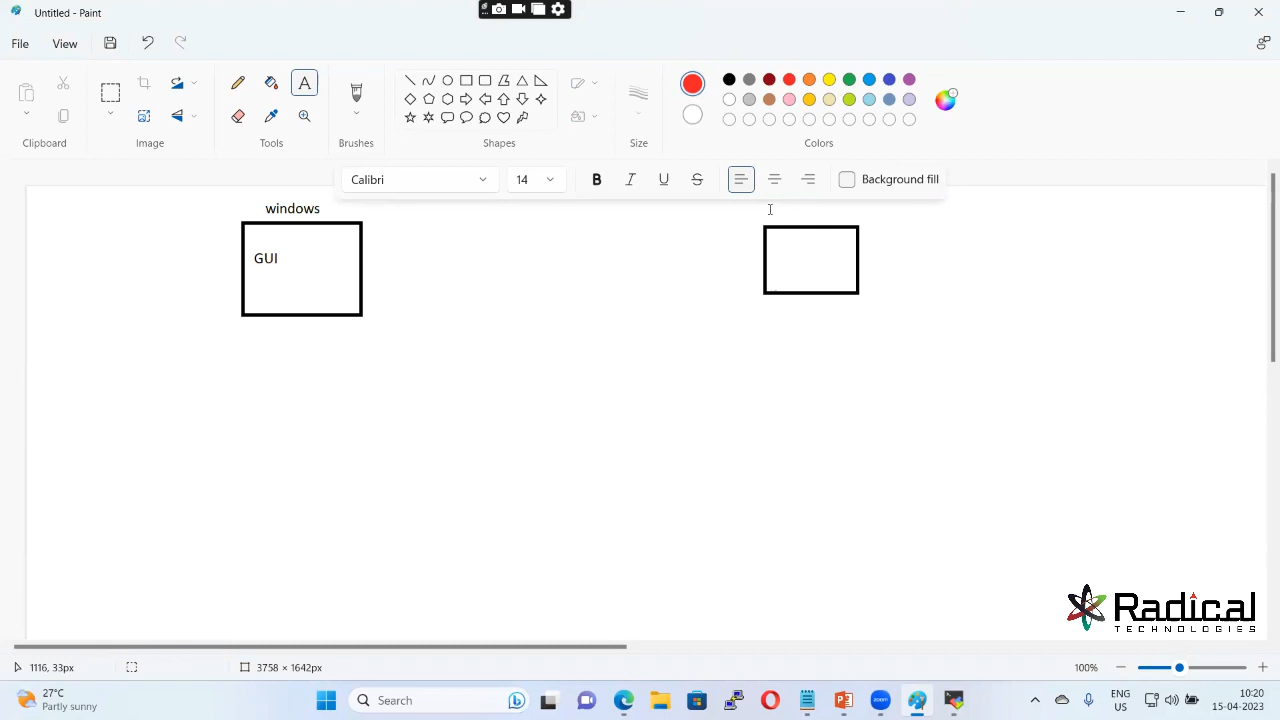 Untitled - Paint
File View
Clipboard Image Tools Brushes Shapes Size Colors
Calibri 14 B I U S Background fill
windows
GUI
Radical
TECHNOLOGIES
1116, 33px 3758 × 1642px 100%
27°C
Partly sunny
Search
zoom
ENG
US
10:20
15-04-2023